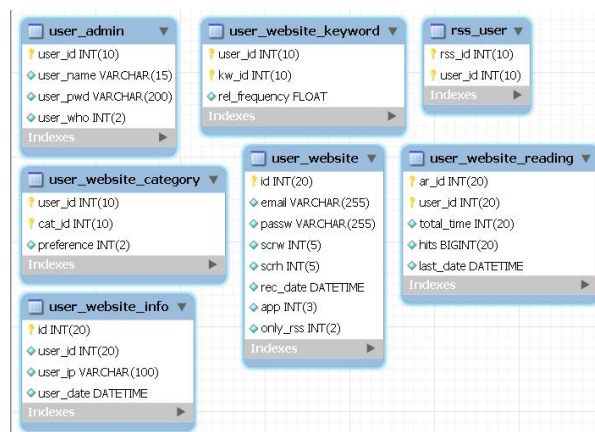 user_admin
user_id INT(10)
user_name VARCHAR(15)
user_pwd VARCHAR(200)
user_who INT(2)
Indexes
user_website_keyword
user_id INT(10)
kw_id INT(10)
rel_frequency FLOAT
Indexes
rss_user
rss_id INT(10)
user_id INT(10)
Indexes
user_website_category
user_id INT(10)
cat_id INT(10)
preference INT(2)
Indexes
user_website
id INT(20)
email VARCHAR(255)
passw VARCHAR(255)
scrw INT(5)
scrh INT(5)
rec_date DATETIME
app INT(3)
only_rss INT(2)
Indexes
user_website_reading
ar_id INT(20)
user_id INT(20)
total_time INT(20)
hits BIGINT(20)
last_date DATETIME
Indexes
user_website_info
id INT(20)
user_id INT(20)
user_ip VARCHAR(100)
user_date DATETIME
Indexes